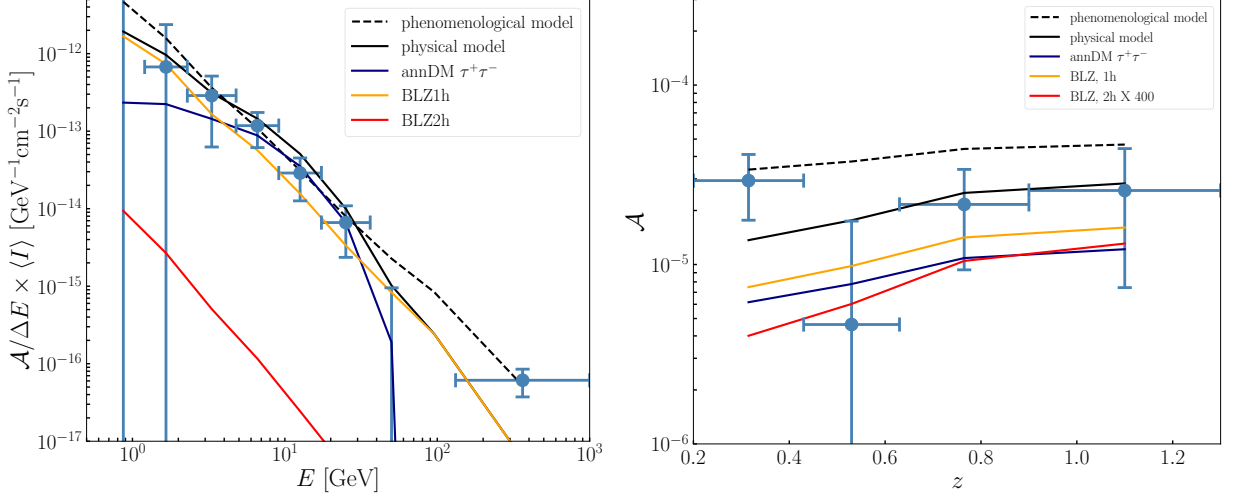 phenomenological model
physical model
annDM τ⁺τ⁻
BLZ1h
BLZ2h
𝒜/ΔE × ⟨I⟩ [GeV⁻¹cm⁻²s⁻¹]
10⁻¹²
10⁻¹³
10⁻¹⁴
10⁻¹⁵
10⁻¹⁶
10⁻¹⁷
10⁰ 10¹ 10² 10³
E [GeV]
phenomenological model
physical model
annDM τ⁺τ⁻
BLZ, 1h
BLZ, 2h X 400
𝒜
10⁻⁴
10⁻⁵
10⁻⁶
0.2 0.4 0.6 0.8 1.0 1.2
z